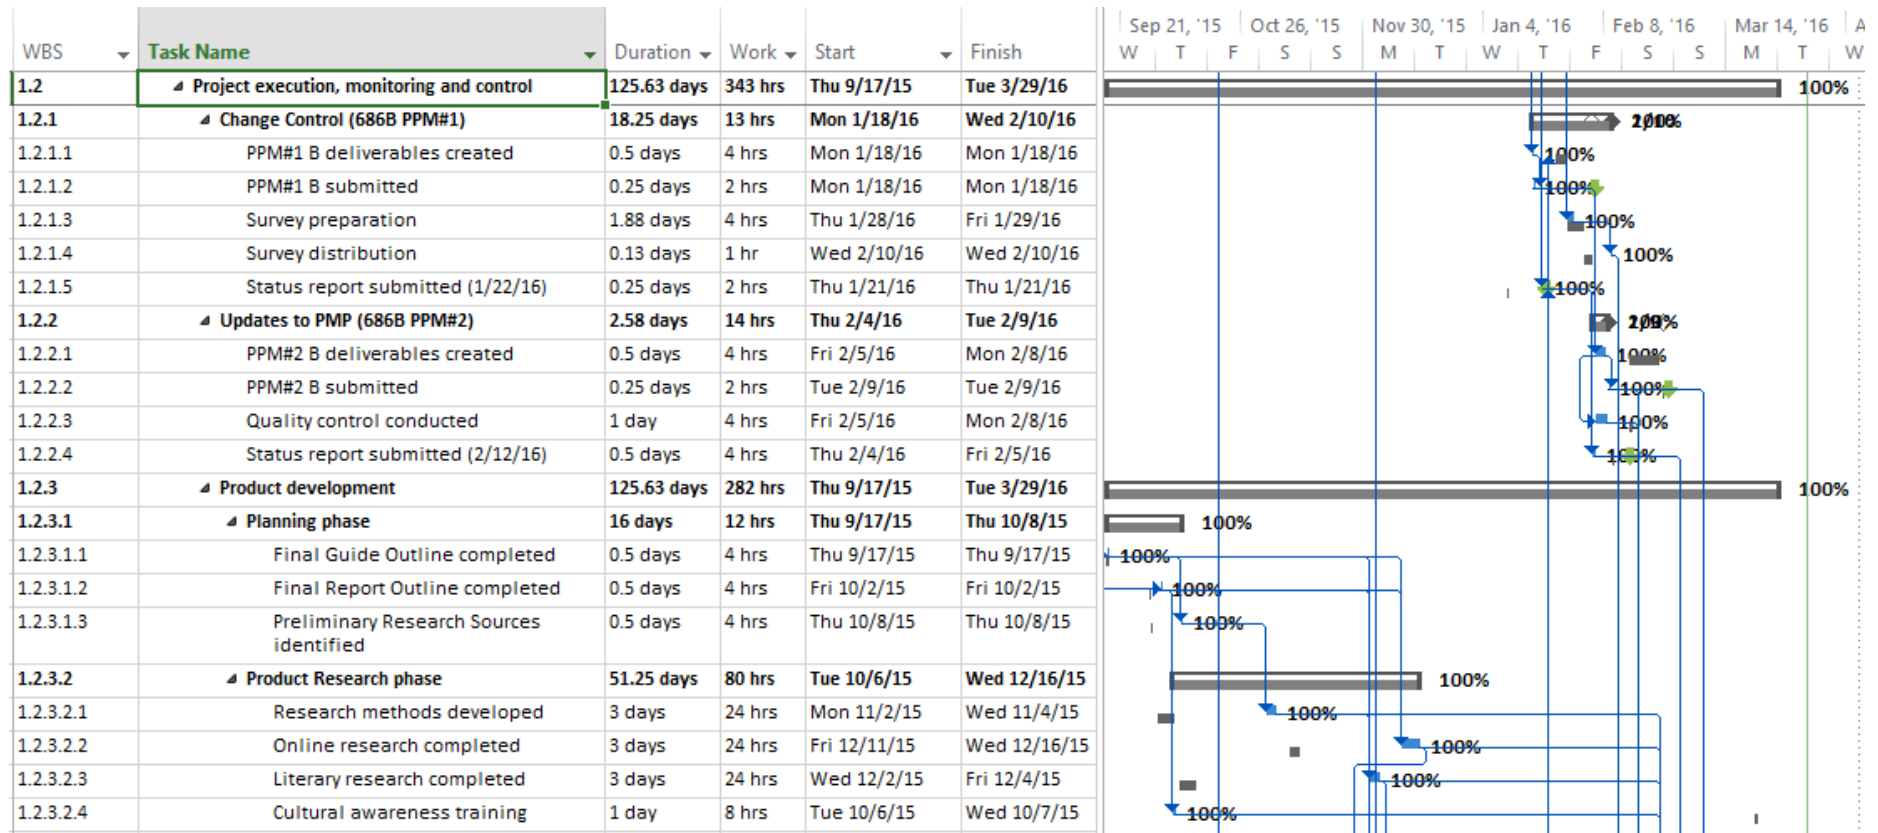 Sep 21, '15 Oct 26, '15 Nov 30, '15 Jan 4, '16 Feb 8, '16 Mar 14, '16 A
WBS Task Name Duration Work Start Finish W T F S S M T W T F S S M T W
1.2 Project execution, monitoring and control 125.63 days 343 hrs Thu 9/17/15 Tue 3/29/16 100%
1.2.1 Change Control (686B PPM#1) 18.25 days 13 hrs Mon 1/18/16 Wed 2/10/16
1.2.1.1 PPM#1 B deliverables created 0.5 days 4 hrs Mon 1/18/16 Mon 1/18/16 100%
1.2.1.2 PPM#1 B submitted 0.25 days 2 hrs Mon 1/18/16 Mon 1/18/16 100%
1.2.1.3 Survey preparation 1.88 days 4 hrs Thu 1/28/16 Fri 1/29/16 100%
1.2.1.4 Survey distribution 0.13 days 1 hr Wed 2/10/16 Wed 2/10/16 100%
1.2.1.5 Status report submitted (1/22/16) 0.25 days 2 hrs Thu 1/21/16 Thu 1/21/16 100%
1.2.2 Updates to PMP (686B PPM#2) 2.58 days 14 hrs Thu 2/4/16 Tue 2/9/16
1.2.2.1 PPM#2 B deliverables created 0.5 days 4 hrs Fri 2/5/16 Mon 2/8/16 100%
1.2.2.2 PPM#2 B submitted 0.25 days 2 hrs Tue 2/9/16 Tue 2/9/16 100%
1.2.2.3 Quality control conducted 1 day 4 hrs Fri 2/5/16 Mon 2/8/16 100%
1.2.2.4 Status report submitted (2/12/16) 0.5 days 4 hrs Thu 2/4/16 Fri 2/5/16 100%
1.2.3 Product development 125.63 days 282 hrs Thu 9/17/15 Tue 3/29/16 100%
1.2.3.1 Planning phase 16 days 12 hrs Thu 9/17/15 Thu 10/8/15 100%
1.2.3.1.1 Final Guide Outline completed 0.5 days 4 hrs Thu 9/17/15 Thu 9/17/15 100%
1.2.3.1.2 Final Report Outline completed 0.5 days 4 hrs Fri 10/2/15 Fri 10/2/15 100%
1.2.3.1.3 Preliminary Research Sources 0.5 days 4 hrs Thu 10/8/15 Thu 10/8/15 100%
identified
1.2.3.2 Product Research phase 51.25 days 80 hrs Tue 10/6/15 Wed 12/16/15 100%
1.2.3.2.1 Research methods developed 3 days 24 hrs Mon 11/2/15 Wed 11/4/15 100%
1.2.3.2.2 Online research completed 3 days 24 hrs Fri 12/11/15 Wed 12/16/15 100%
1.2.3.2.3 Literary research completed 3 days 24 hrs Wed 12/2/15 Fri 12/4/15 100%
1.2.3.2.4 Cultural awareness training 1 day 8 hrs Tue 10/6/15 Wed 10/7/15 100%